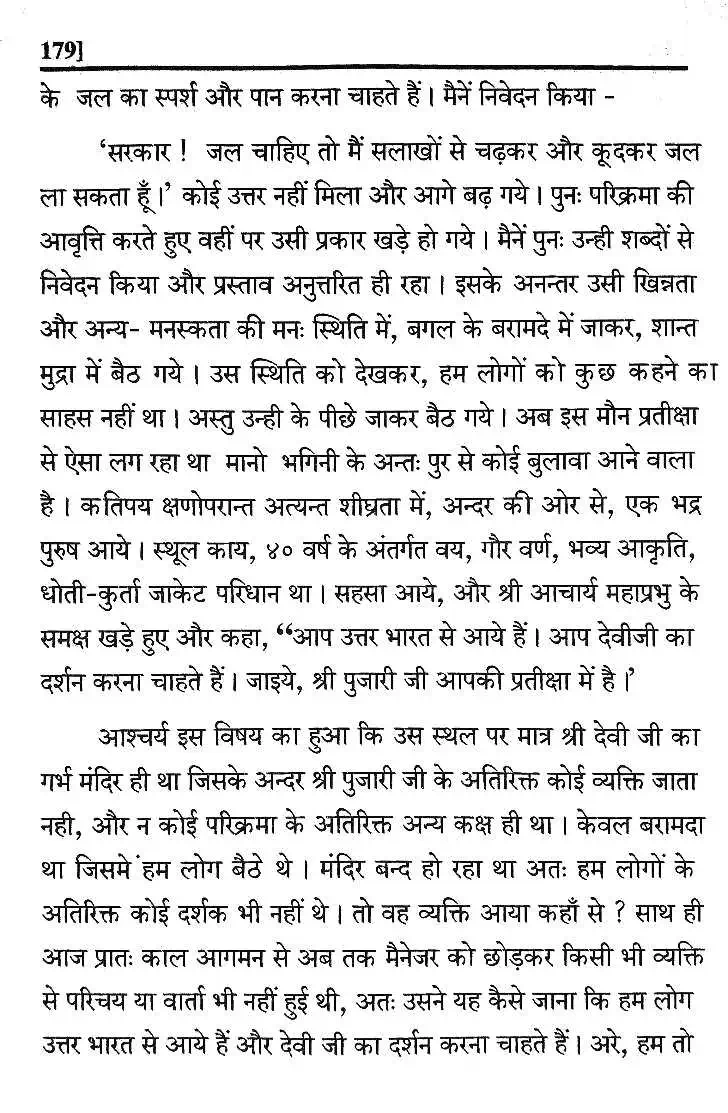 179]
के जल का स्पर्श और पान करना चाहते हैं। मैनें निवेदन किया -
‘सरकार ! जल चाहिए तो मैं सलाखों से चढ़कर और कूदकर जल
ला सकता हूँ।’ कोई उत्तर नहीं मिला और आगे बढ़ गये। पुनः परिक्रमा की
आवृत्ति करते हुए वहीं पर उसी प्रकार खड़े हो गये। मैनें पुनः उन्ही शब्दों से
निवेदन किया और प्रस्ताव अनुत्तरित ही रहा। इसके अनन्तर उसी खिन्नता
और अन्य- मनस्कता की मनः स्थिति में, बगल के बरामदे में जाकर, शान्त
मुद्रा में बैठ गये। उस स्थिति को देखकर, हम लोगों को कुछ कहने का
साहस नहीं था। अस्तु उन्ही के पीछे जाकर बैठ गये। अब इस मौन प्रतीक्षा
से ऐसा लग रहा था मानो भगिनी के अन्तः पुर से कोई बुलावा आने वाला
है। कतिपय क्षणोपरान्त अत्यन्त शीघ्रता में, अन्दर की ओर से, एक भद्र
पुरुष आये। स्थूल काय, ४० वर्ष के अंतर्गत वय, गौर वर्ण, भव्य आकृति,
धोती-कुर्ता जाकेट परिधान था। सहसा आये, और श्री आचार्य महाप्रभु के
समक्ष खड़े हुए और कहा, “आप उत्तर भारत से आये हैं। आप देवीजी का
दर्शन करना चाहते हैं। जाइये, श्री पुजारी जी आपकी प्रतीक्षा में है।’
आश्चर्य इस विषय का हुआ कि उस स्थल पर मात्र श्री देवी जी का
गर्भ मंदिर ही था जिसके अन्दर श्री पुजारी जी के अतिरिक्त कोई व्यक्ति जाता
नही, और न कोई परिक्रमा के अतिरिक्त अन्य कक्ष ही था। केवल बरामदा
था जिसमें हम लोग बैठे थे। मंदिर बन्द हो रहा था अतः हम लोगों के
अतिरिक्त कोई दर्शक भी नहीं थे। तो वह व्यक्ति आया कहाँ से ? साथ ही
आज प्रातः काल आगमन से अब तक मैनेजर को छोड़कर किसी भी व्यक्ति
से परिचय या वार्ता भी नहीं हुई थी, अतः उसने यह कैसे जाना कि हम लोग
उत्तर भारत से आये हैं और देवी जी का दर्शन करना चाहते हैं। अरे, हम तो